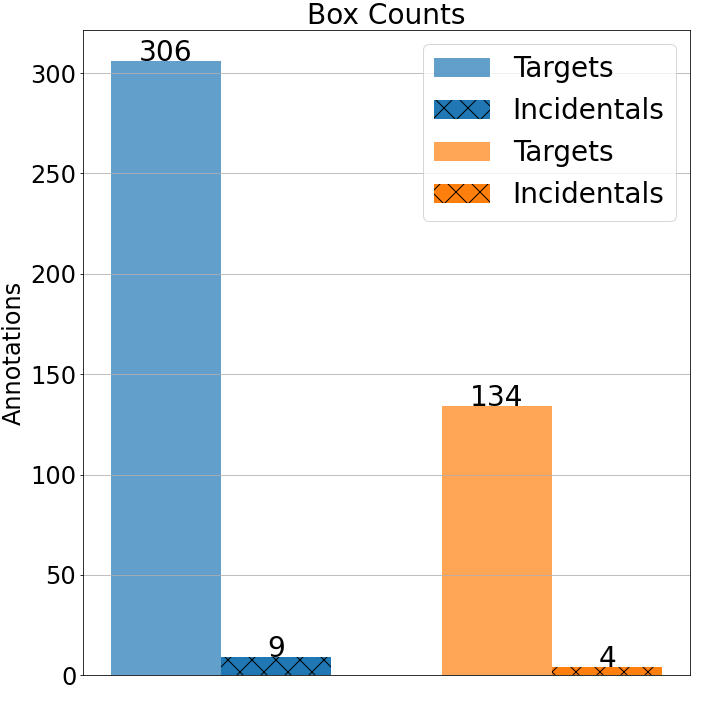 Box Counts
Annotations
300
250
200
150
100
50
0
306
9
134
4
Targets
Incidentals
Targets
Incidentals